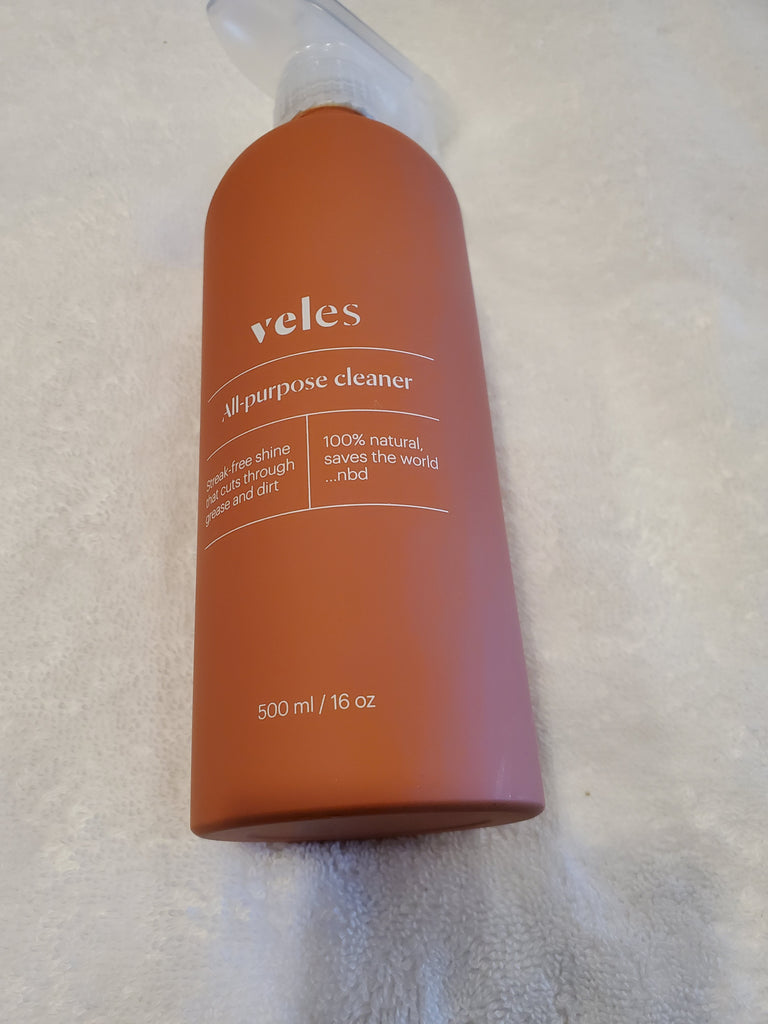 veles
All-purpose cleaner
Streak-free shine
that cuts through
grease and dirt
100% natural,
saves the world
...nbd
500 ml / 16 oz